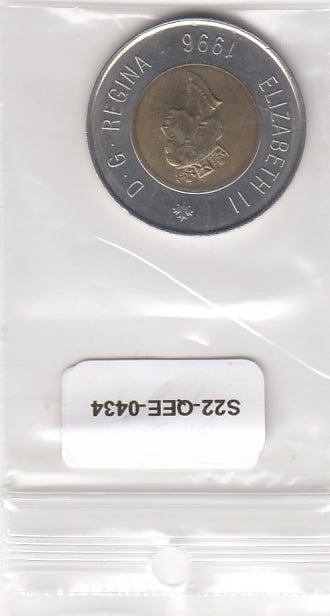 S22-QEE-0434
ELIZABETH II
D·G·REGINA
1996